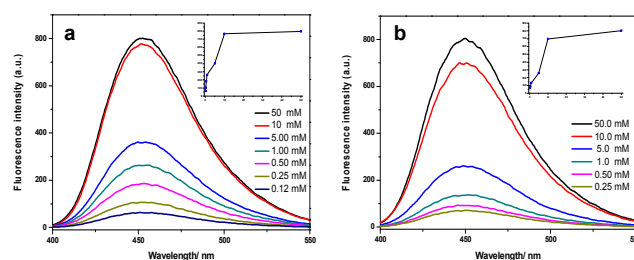 a
Fluorescence intensity (a.u.)
800
600
400
200
0
50 mM
10 mM
5.00 mM
1.00 mM
0.50 mM
0.25 mM
0.12 mM
400
450
500
550
Wavelength/ nm
b
Fluorescence intensity (a.u.)
800
600
400
200
0
50.0 mM
10.0 mM
5.0 mM
1.0 mM
0.50 mM
0.25 mM
400
450
500
550
Wavelength/ nm